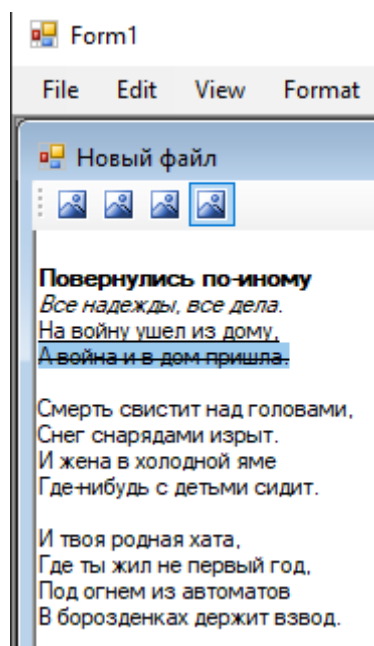 Form1
File Edit View Format
Новый файл
Повернулись по-иному
Все надежды, все дела.
На войну ушел из дому,
А война и в дом пришла.
Смерть свистит над головами,
Снег снарядами изрыт.
И жена в холодной яме
Где-нибудь с детьми сидит.
И твоя родная хата,
Где ты жил не первый год,
Под огнем из автоматов
В борозденках держит взвод.